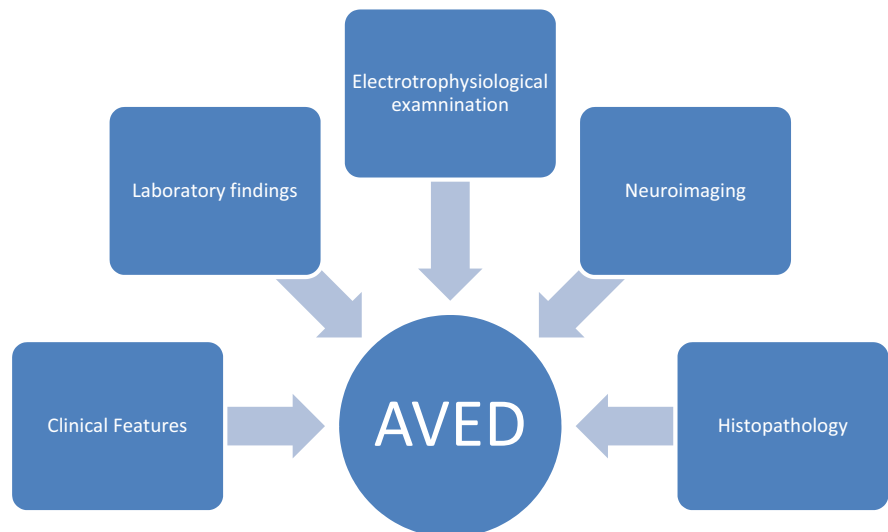 Electrotrophysiological
examnination
Laboratory findings
Neuroimaging
Clinical Features
AVED
Histopathology